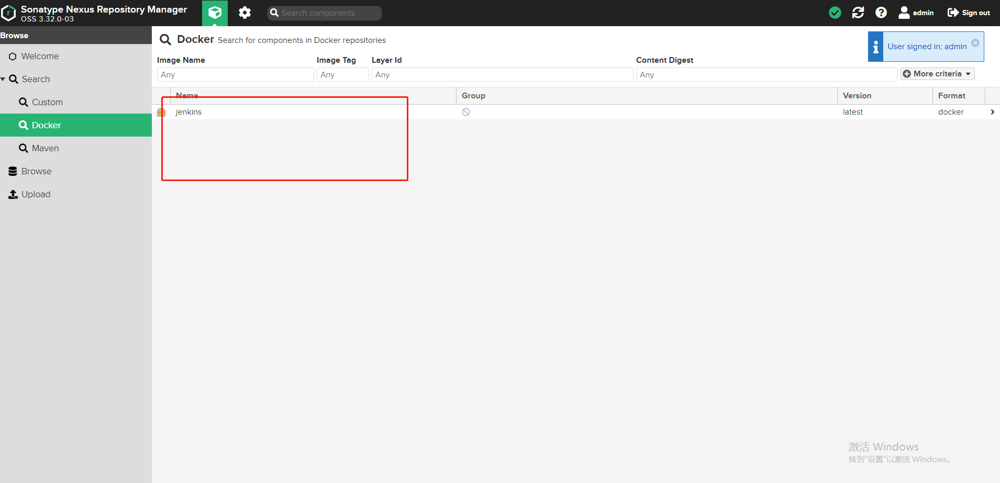 Sonatype Nexus Repository Manager
OSS 3.32.0-03
Search components
admin
Sign out
Browse
Welcome
Search
Custom
Docker
Maven
Browse
Upload
Docker Search for components in Docker repositories
User signed in: admin
Image Name Image Tag Layer Id Content Digest
Any Any Any Any More criteria
Name Group Version Format
jenkins latest docker
激活 Windows
转到“设置”以激活 Windows。